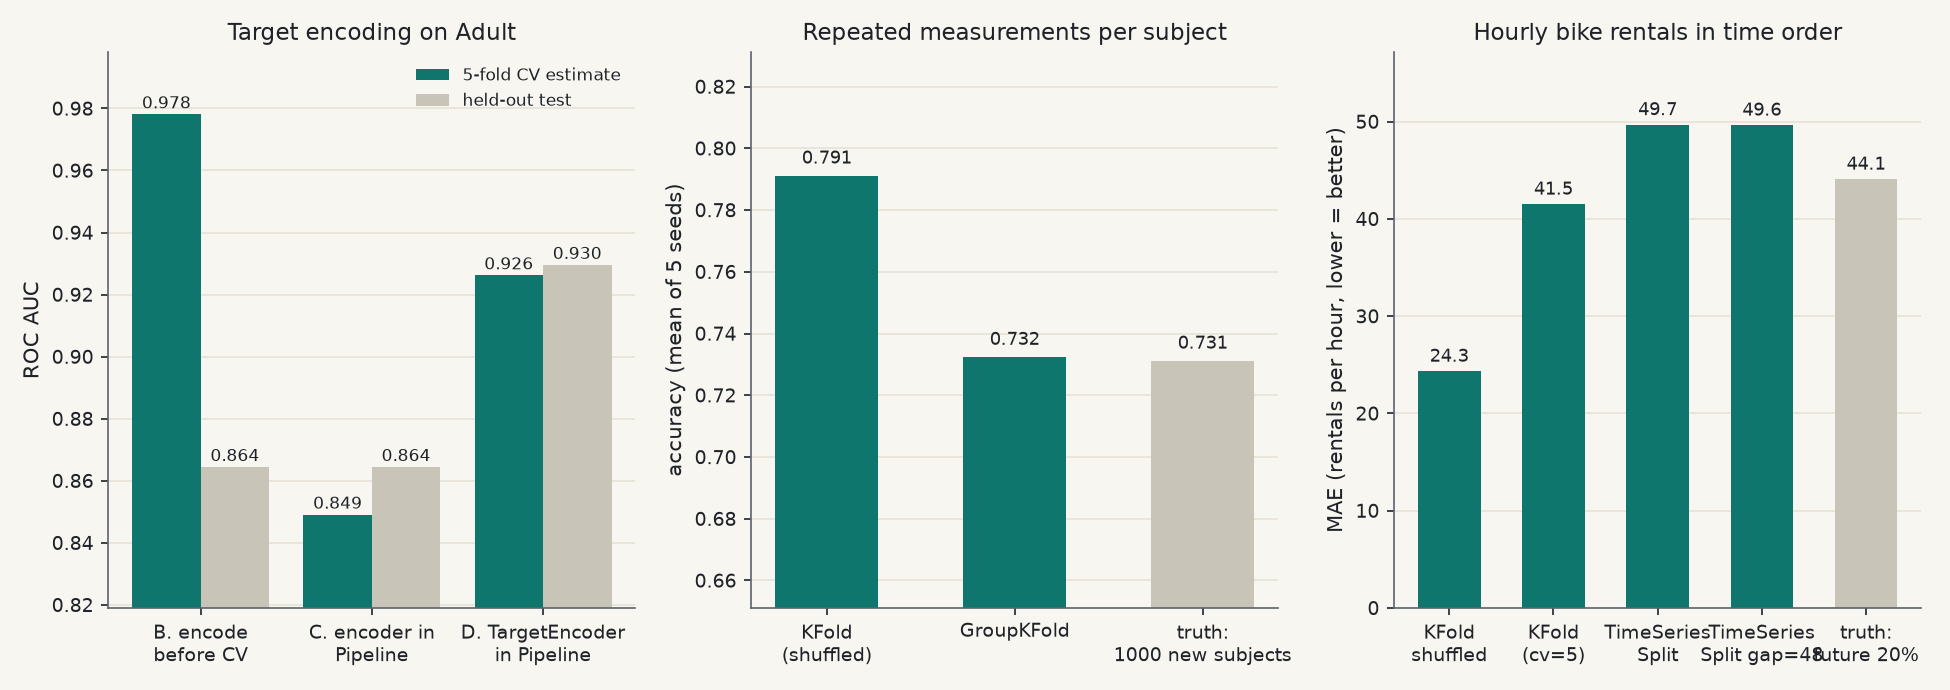 Target encoding on Adult
5-fold CV estimate
held-out test
ROC AUC
0.98
0.96
0.94
0.92
0.90
0.88
0.86
0.84
0.82
0.978
0.864
0.849
0.864
0.926
0.930
B. encode
before CV
C. encoder in
Pipeline
D. TargetEncoder
in Pipeline
Repeated measurements per subject
accuracy (mean of 5 seeds)
0.82
0.80
0.78
0.76
0.74
0.72
0.70
0.68
0.66
0.791
0.732
0.731
KFold
(shuffled)
GroupKFold
truth:
1000 new subjects
Hourly bike rentals in time order
MAE (rentals per hour, lower = better)
50
40
30
20
10
0
24.3
41.5
49.7
49.6
44.1
KFold
shuffled
KFold
(cv=5)
TimeSeries
Split
TimeSeries
Split gap=48
truth:
future 20%